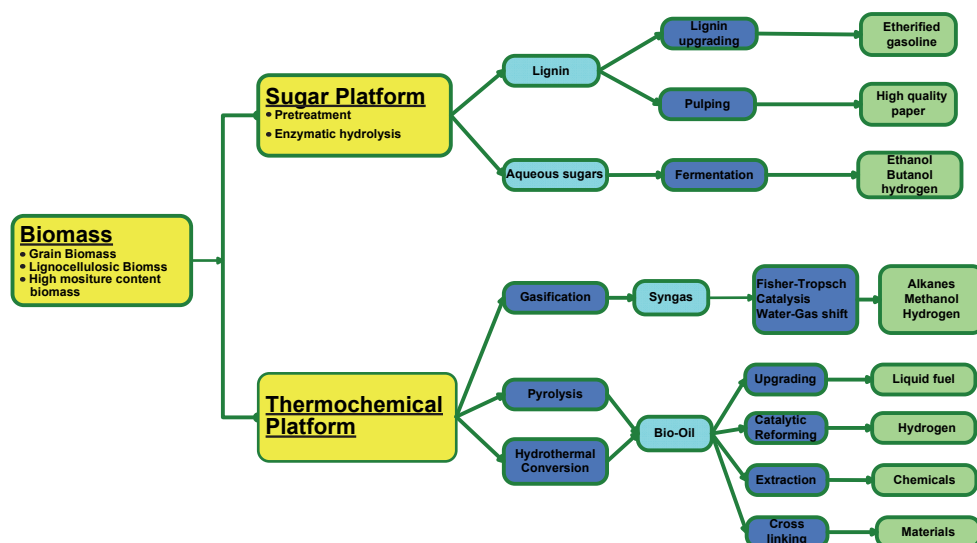 Biomass
• Grain Biomass
• Lignocellulosic Biomss
• High mositure content
biomass
Sugar Platform
• Pretreatment
• Enzymatic hydrolysis
Lignin
Lignin
upgrading
Etherified
gasoline
Pulping
High quality
paper
Aqueous sugars
Fermentation
Ethanol
Butanol
hydrogen
Thermochemical
Platform
Gasification
Syngas
Fisher-Tropsch
Catalysis
Water-Gas shift
Alkanes
Methanol
Hydrogen
Pyrolysis
Hydrothermal
Conversion
Bio-Oil
Upgrading
Liquid fuel
Catalytic
Reforming
Hydrogen
Extraction
Chemicals
Cross
linking
Materials